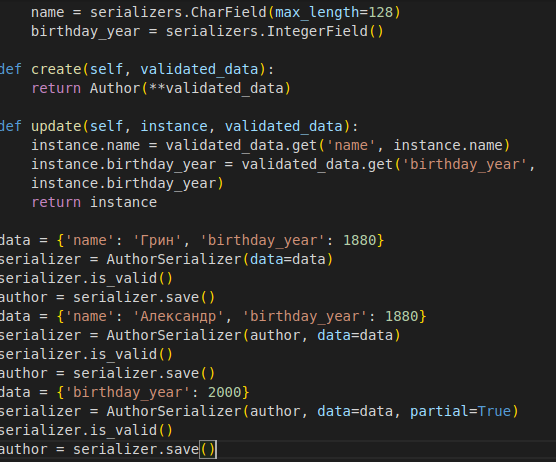 name = serializers.CharField(max_length=128)
birthday_year = serializers.IntegerField()
def create(self, validated_data):
return Author(**validated_data)
def update(self, instance, validated_data):
instance.name = validated_data.get('name', instance.name)
instance.birthday_year = validated_data.get('birthday_year',
instance.birthday_year)
return instance
data = {'name': 'Грин', 'birthday_year': 1880}
serializer = AuthorSerializer(data=data)
serializer.is_valid()
author = serializer.save()
data = {'name': 'Александр', 'birthday_year': 1880}
serializer = AuthorSerializer(author, data=data)
serializer.is_valid()
author = serializer.save()
data = {'birthday_year': 2000}
serializer = AuthorSerializer(author, data=data, partial=True)
serializer.is_valid()
author = serializer.save()